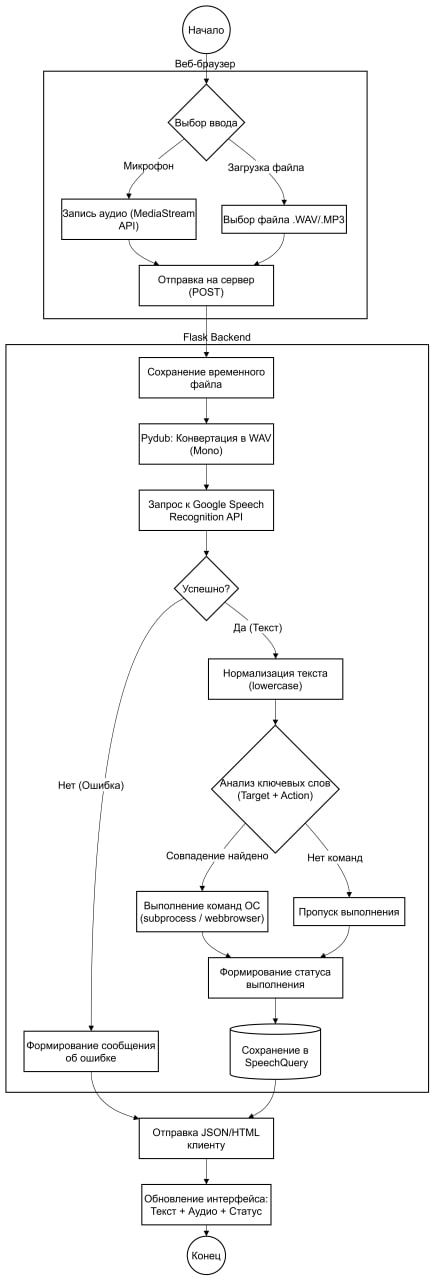 Начало
Веб-браузер
Выбор ввода
Микрофон
Загрузка файла
Запись аудио (MediaStream
API)
Выбор файла .WAV/.MP3
Отправка на сервер
(POST)
Flask Backend
Сохранение временного
файла
Pydub: Конвертация в WAV
(Mono)
Запрос к Google Speech
Recognition API
Успешно?
Да (Текст)
Нормализация текста
(lowercase)
Анализ ключевых слов
(Target + Action)
Нет (Ошибка)
Совпадение найдено
Нет команд
Выполнение команд ОС
(subprocess / webbrowser)
Пропуск выполнения
Формирование статуса
выполнения
Формирование сообщения
об ошибке
Сохранение в
SpeechQuery
Отправка JSON/HTML
клиенту
Обновление интерфейса:
Текст + Аудио + Статус
Конец